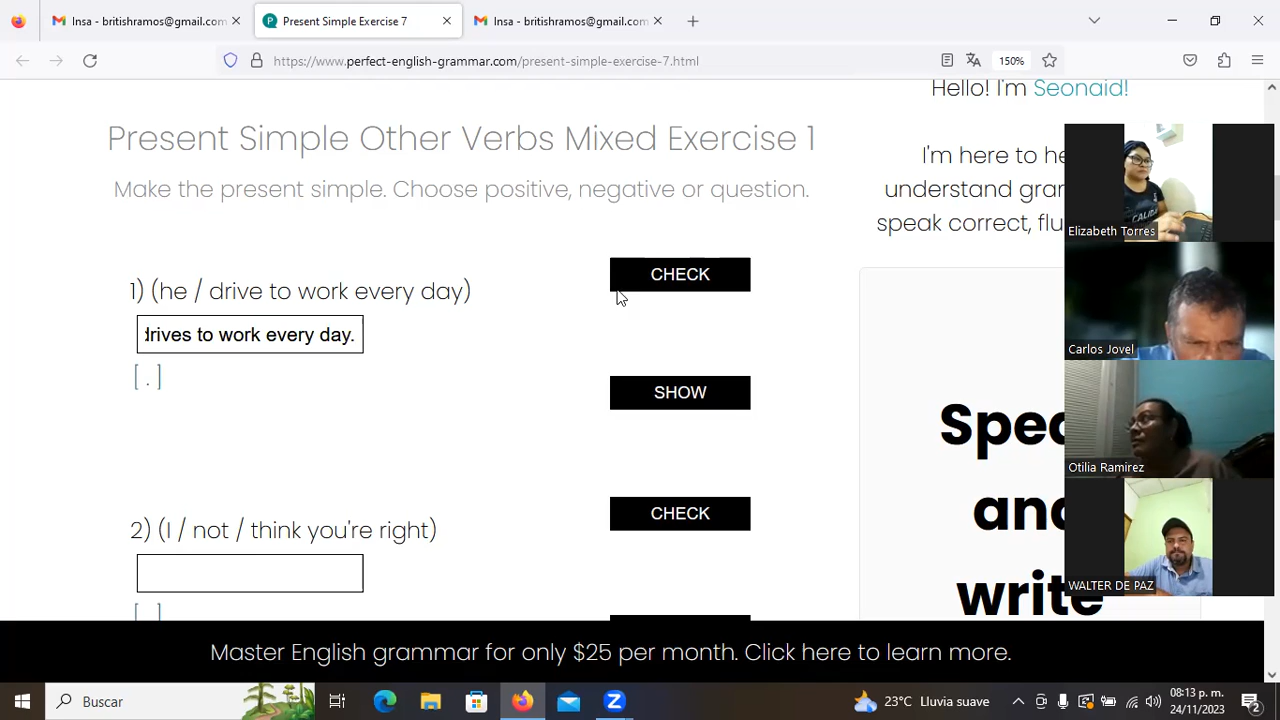 Insa - britishramos@gmail.com
Present Simple Exercise 7
Insa - britishramos@gmail.com
https://www.perfect-english-grammar.com/present-simple-exercise-7.html
150%
Hello! I'm Seonaid!
Present Simple Other Verbs Mixed Exercise 1
I'm here to he
Make the present simple. Choose positive, negative or question.
understand gran
speak correct, flu
Elizabeth Torres
CHECK
1) (he / drive to work every day)
drives to work every day.
[ . ]
Carlos Jovel
SHOW
Spea
Otilia Ramirez
CHECK
and
2) (I / not / think you're right)
[ ]
write
WALTER DE PAZ
Master English grammar for only $25 per month. Click here to learn more.
Buscar
23°C Lluvia suave
08:13 p. m.
24/11/2023
2